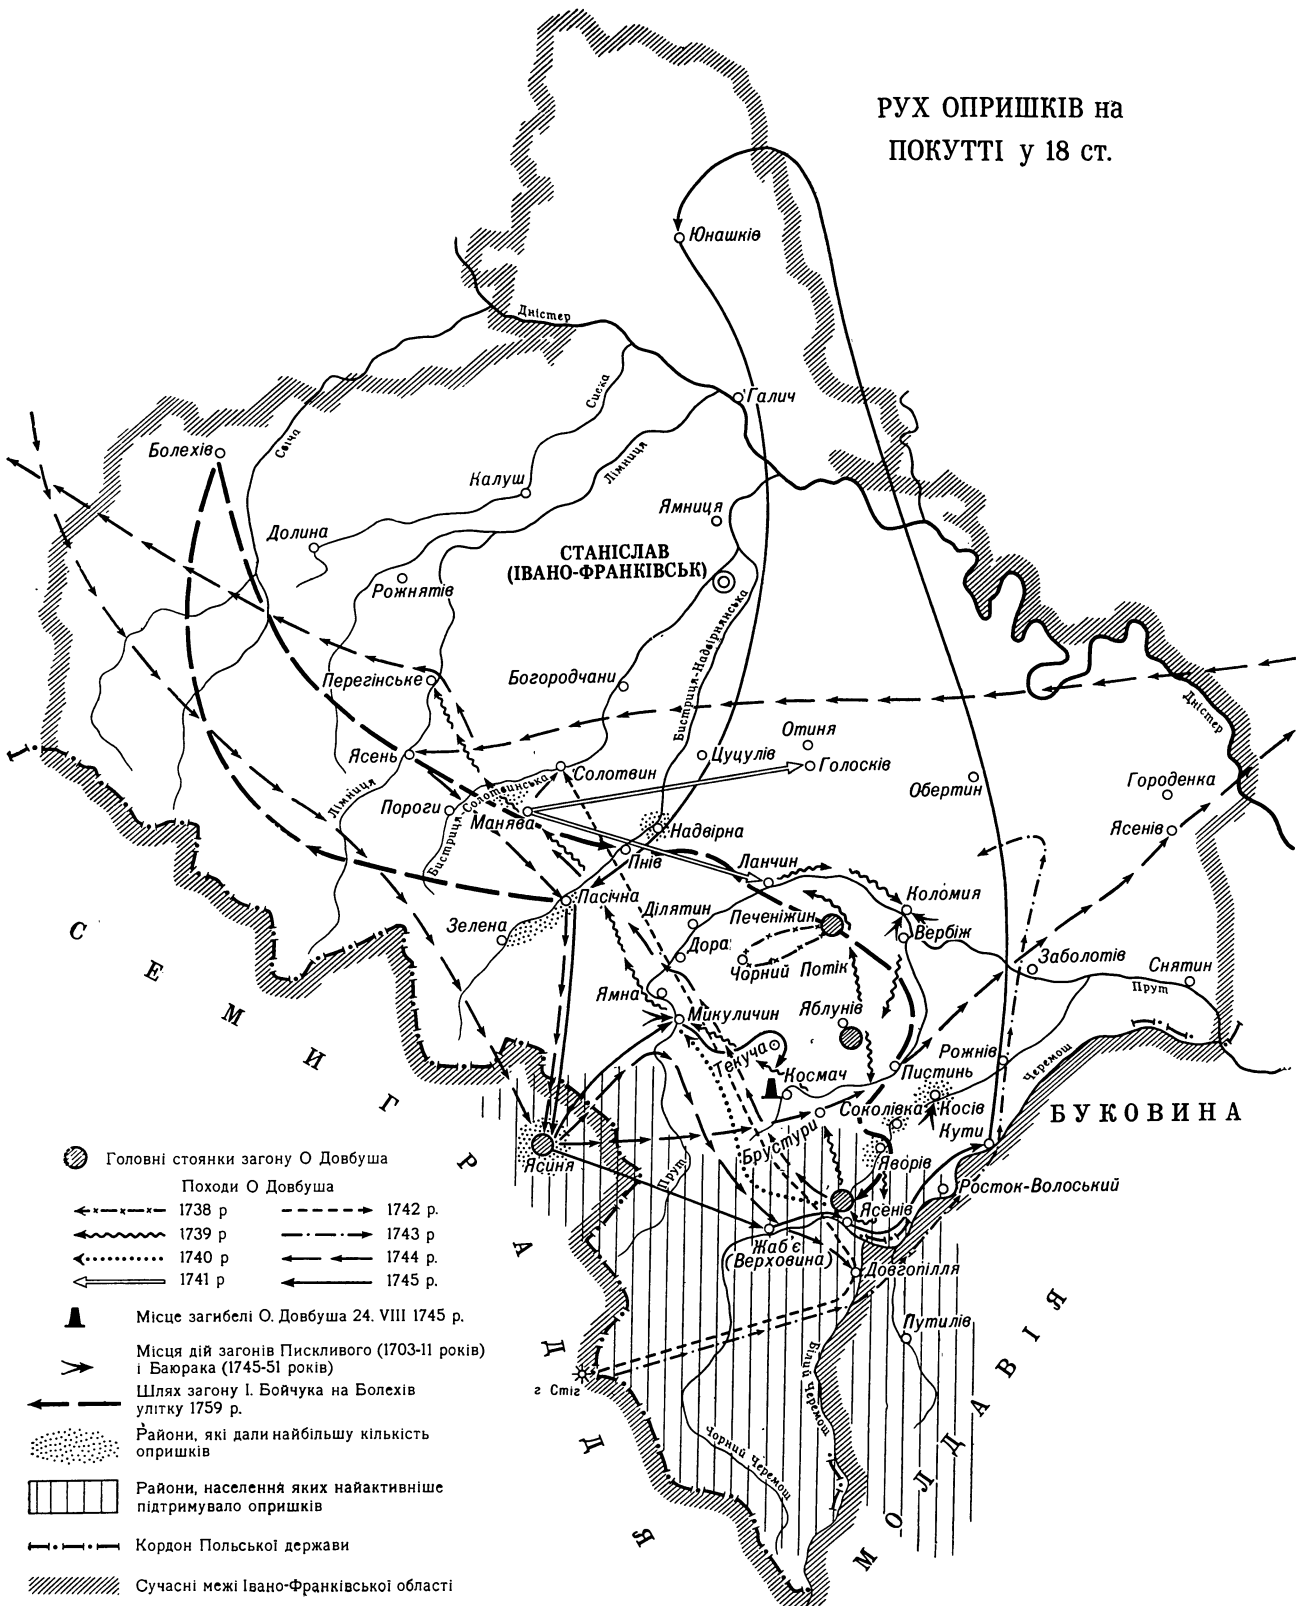 РУХ ОПРИШКІВ на
ПОКУТТІ у 18 ст.
Юнашків
Дністер
Сивка
Галич
Свіча
Болехів
Лімниця
Калуш
Ямниця
Долина
СТАНІСЛАВ
(ІВАНО-ФРАНКІВСЬК)
Рожнятів
Бистриця-Надвірнянська
Перегінське
Богородчани
Дністер
Отиня
Ясень
Цуцулів
Голосків
Солотвин
Городенка
Обертин
Лімниця
Пороги
Бистриця-Солотвинська
Манява
Ясенів
Надвірна
Пнів
Ланчин
Пасічна
Коломия
Ділятин
Печеніжин
Зелена
Вербіж
Дора
Чорний Потік
Заболотів
Снятин
Прут
Ямна
Яблунів
Микуличин
Текуча
Рожнів
Черемош
Космач
Пистинь
Соколівка
Косів
БУКОВИНА
Кути
Брустури
Ясиня
Яворів
Прут
Росток-Волоський
Ясенів
Жаб'є
(Верховина)
Довгопілля
Путилів
Білий Черемош
г Стіг
Чорний Черемош
СЕМИГРАДДЯ
МОЛДАВІЯ
Головні стоянки загону О Довбуша
Походи О Довбуша
1738 р
1742 р.
1739 р
1743 р
1740 р
1744 р.
1741 р
1745 р.
Місце загибелі О. Довбуша 24. VIII 1745 р.
Місця дій загонів Пискливого (1703-11 років)
і Баюрака (1745-51 років)
Шлях загону І. Бойчука на Болехів
улітку 1759 р.
Райони, які дали найбільшу кількість
опришків
Райони, населення яких найактивніше
підтримувало опришків
Кордон Польської держави
Сучасні межі Івано-Франківської області